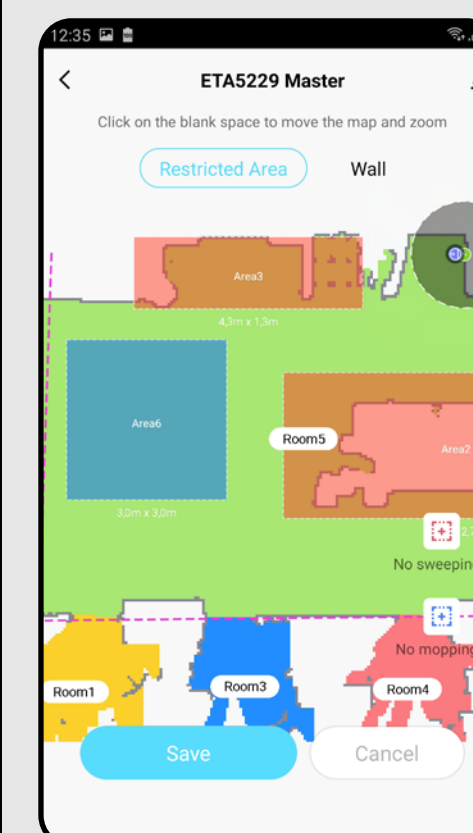 12:35
ETA5229 Master
Click on the blank space to move the map and zoom
Restricted Area
Wall
Area3
4,3m x 1,3m
Area6
Room5
Area2
3,0m x 3,0m
2,7
No sweepin
No mopping
Room1
Room3
Room4
Save
Cancel